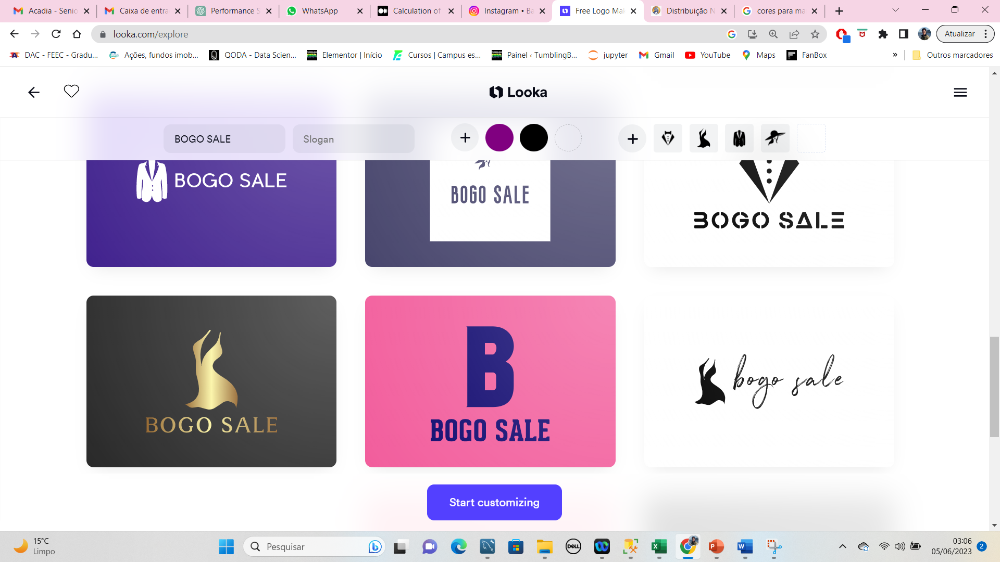 Acadia - Senio
Caixa de entra
Performance S
WhatsApp
Calculation of
Instagram • Ba
Free Logo Mak
Distribuição N
cores para ma
looka.com/explore
Atualizar
DAC - FEEC - Gradu...
Ações, fundos imob...
QODA - Data Scien...
Elementor | Início
Cursos | Campus es...
Painel ‹ TumblingB...
jupyter
Gmail
YouTube
Maps
FanBox
»
Outros marcadores
Looka
BOGO SALE
Slogan
BOGO SALE
BOGO SALE
BOGO SALE
BOGO SALE
B
BOGO SALE
bogo sale
Start customizing
15°C
Limpo
Pesquisar
DELL
03:06
05/06/2023
2